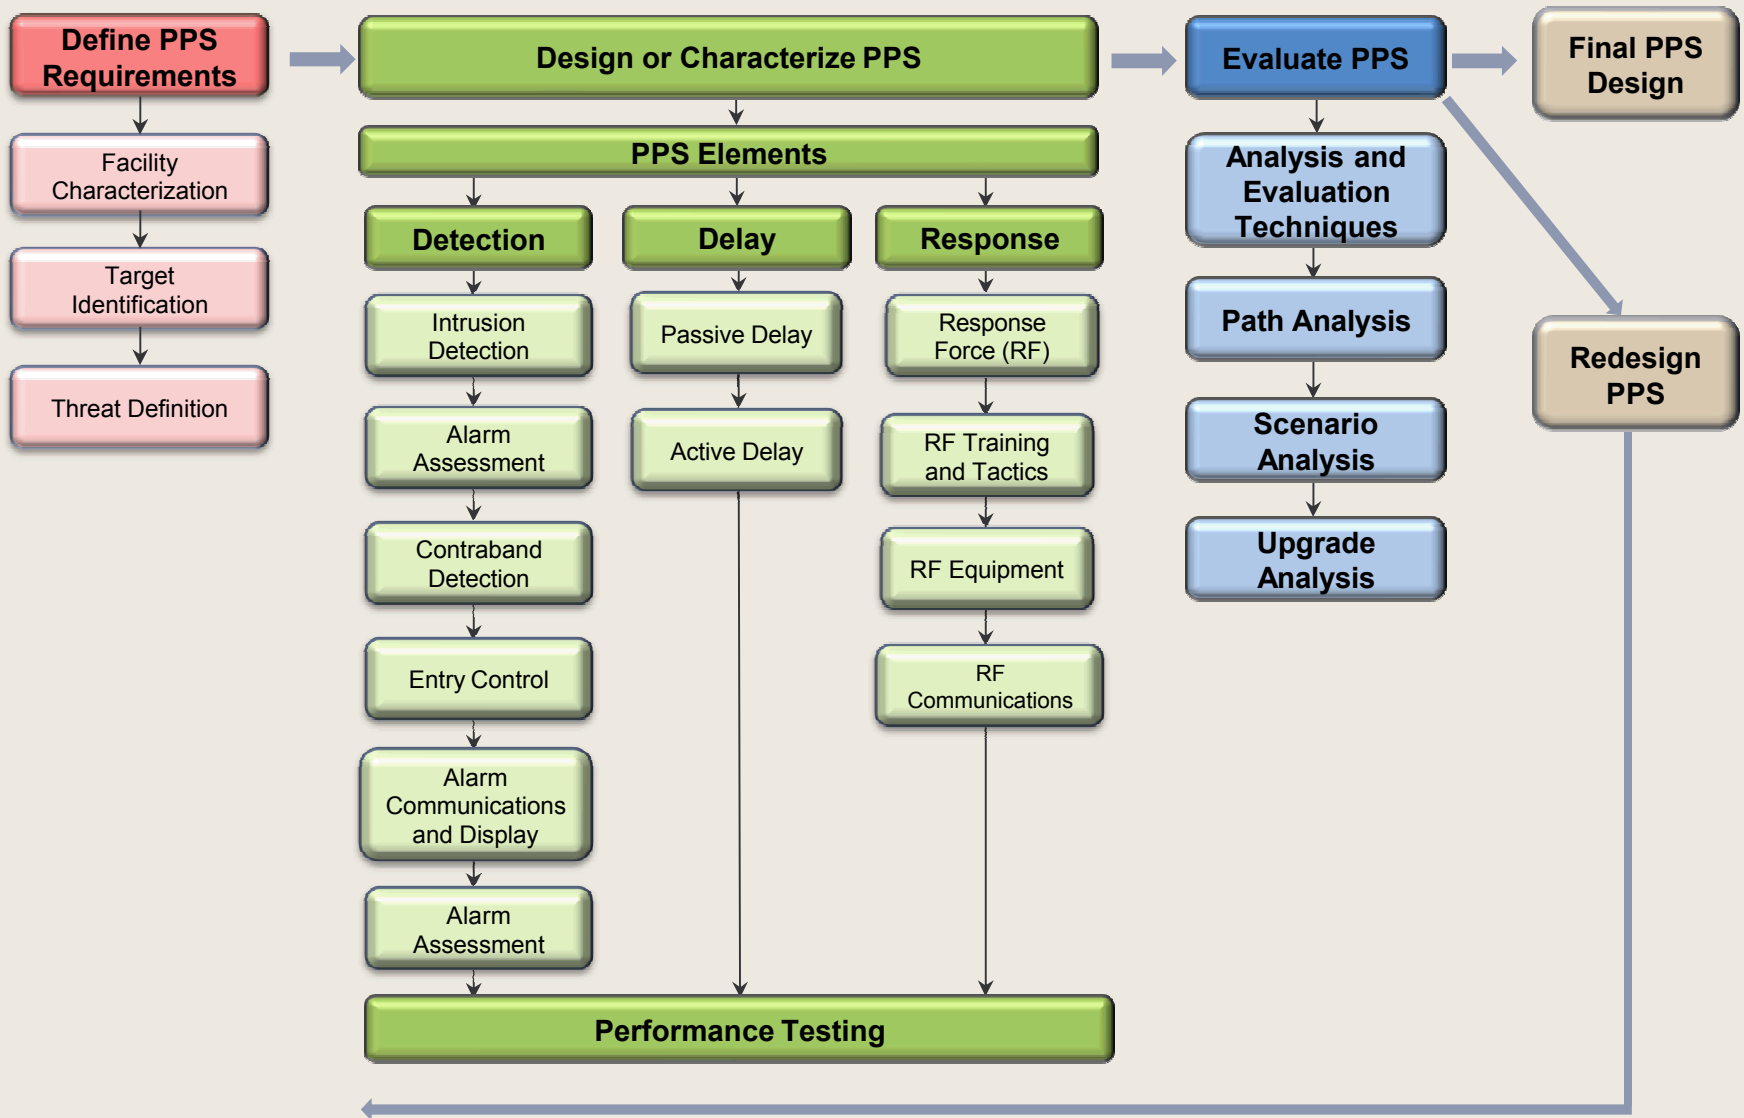 Define PPS
Requirements
Facility
Characterization
Target
Identification
Threat Definition
Design or Characterize PPS
PPS Elements
Detection
Intrusion
Detection
Alarm
Assessment
Contraband
Detection
Entry Control
Alarm
Communications
and Display
Alarm
Assessment
Delay
Passive Delay
Active Delay
Response
Response
Force (RF)
RF Training
and Tactics
RF Equipment
RF
Communications
Performance Testing
Evaluate PPS
Analysis and
Evaluation
Techniques
Path Analysis
Scenario
Analysis
Upgrade
Analysis
Final PPS
Design
Redesign
PPS